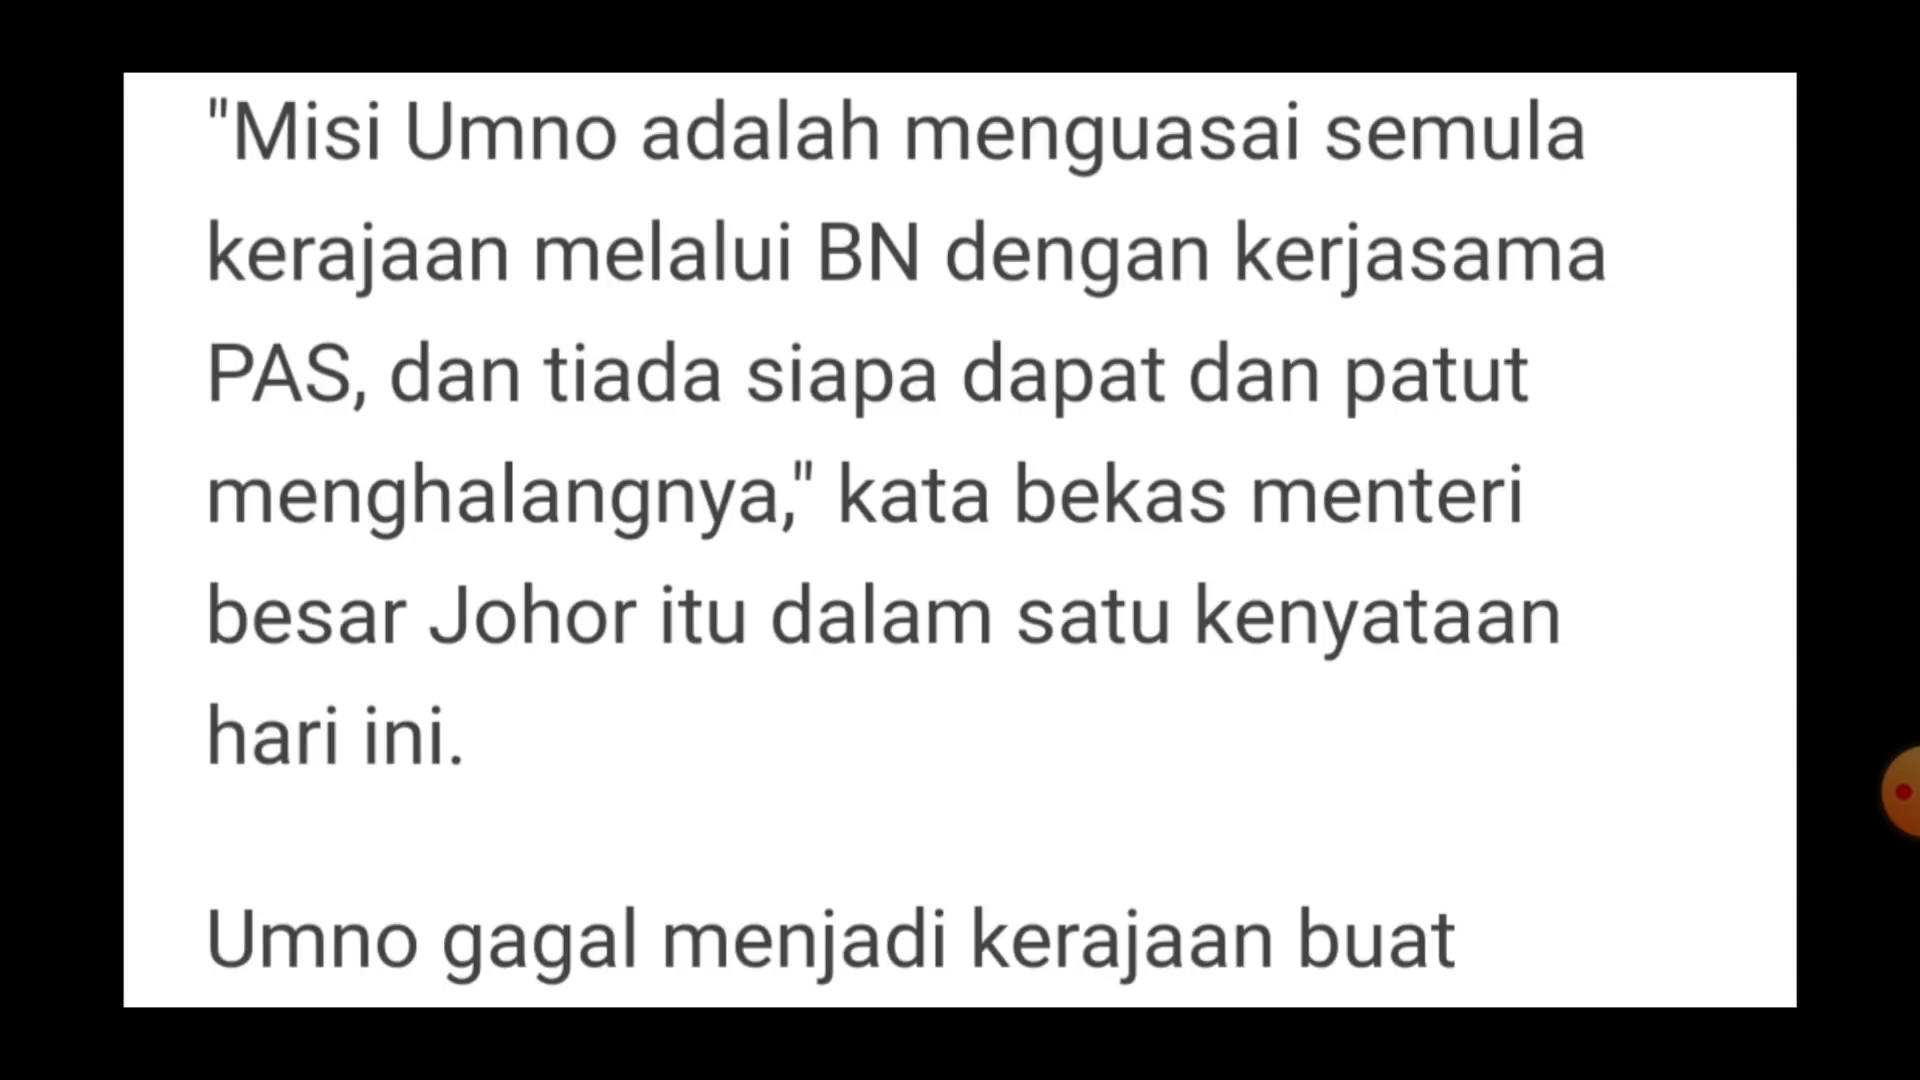 "Misi Umno adalah menguasai semula
kerajaan melalui BN dengan kerjasama
PAS, dan tiada siapa dapat dan patut
menghalangnya," kata bekas menteri
besar Johor itu dalam satu kenyataan
hari ini.
Umno gagal menjadi kerajaan buat